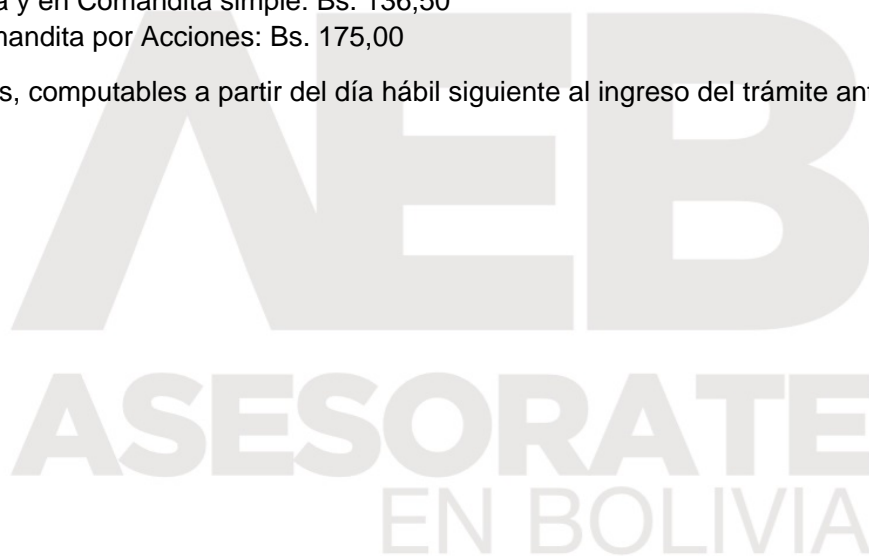 a y en Comandita simple: Bs. 136,50
mandita por Acciones: Bs. 175,00
s, computables a partir del día hábil siguiente al ingreso del trámite ant
AEB
ASESORATE
EN BOLIVIA